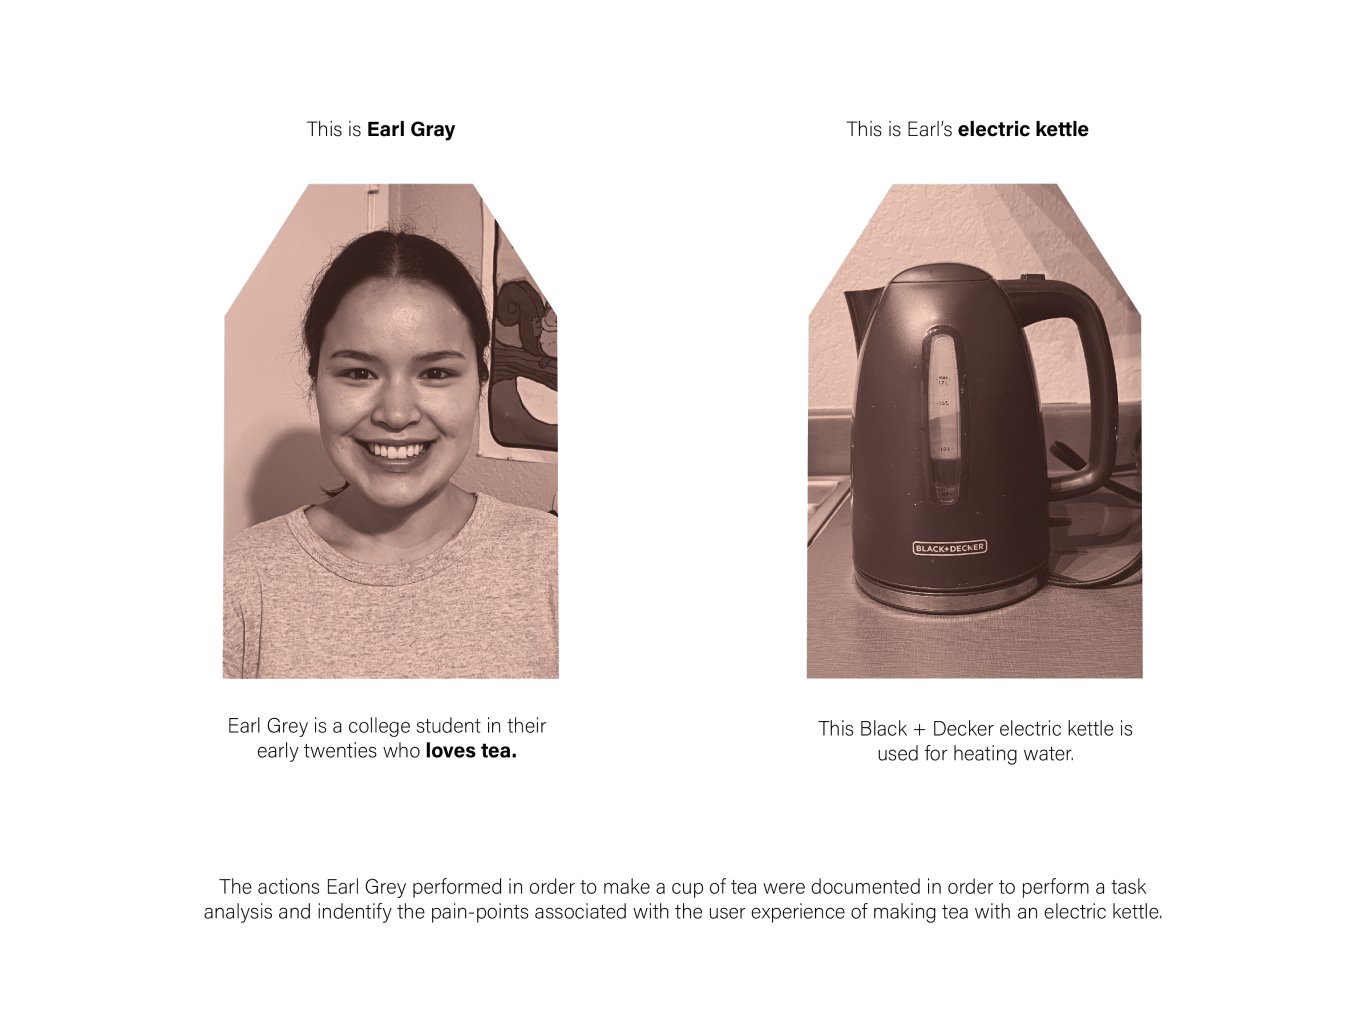 This is Earl Gray
This is Earl’s electric kettle
BLACK+DECKER
Earl Grey is a college student in their
early twenties who loves tea.
This Black + Decker electric kettle is
used for heating water.
The actions Earl Grey performed in order to make a cup of tea were documented in order to perform a task
analysis and indentify the pain-points associated with the user experience of making tea with an electric kettle.